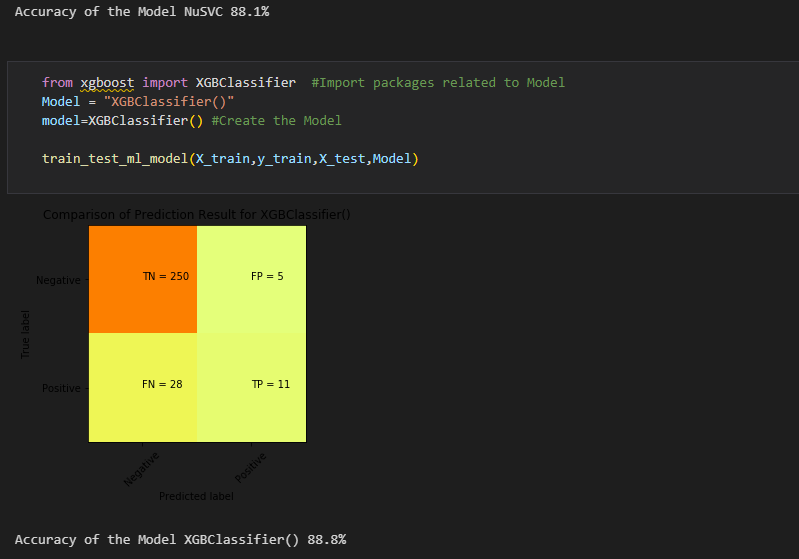 Accuracy of the Model NuSVC 88.1%
from xgboost import XGBClassifier  #Import packages related to Model
Model = "XGBClassifier()"
model=XGBClassifier() #Create the Model
train_test_ml_model(X_train,y_train,X_test,Model)
Comparison of Prediction Result for XGBClassifier()
TN = 250
FP = 5
Negative
True label
FN = 28
TP = 11
Positive
Negative
Positive
Predicted label
Accuracy of the Model XGBClassifier() 88.8%